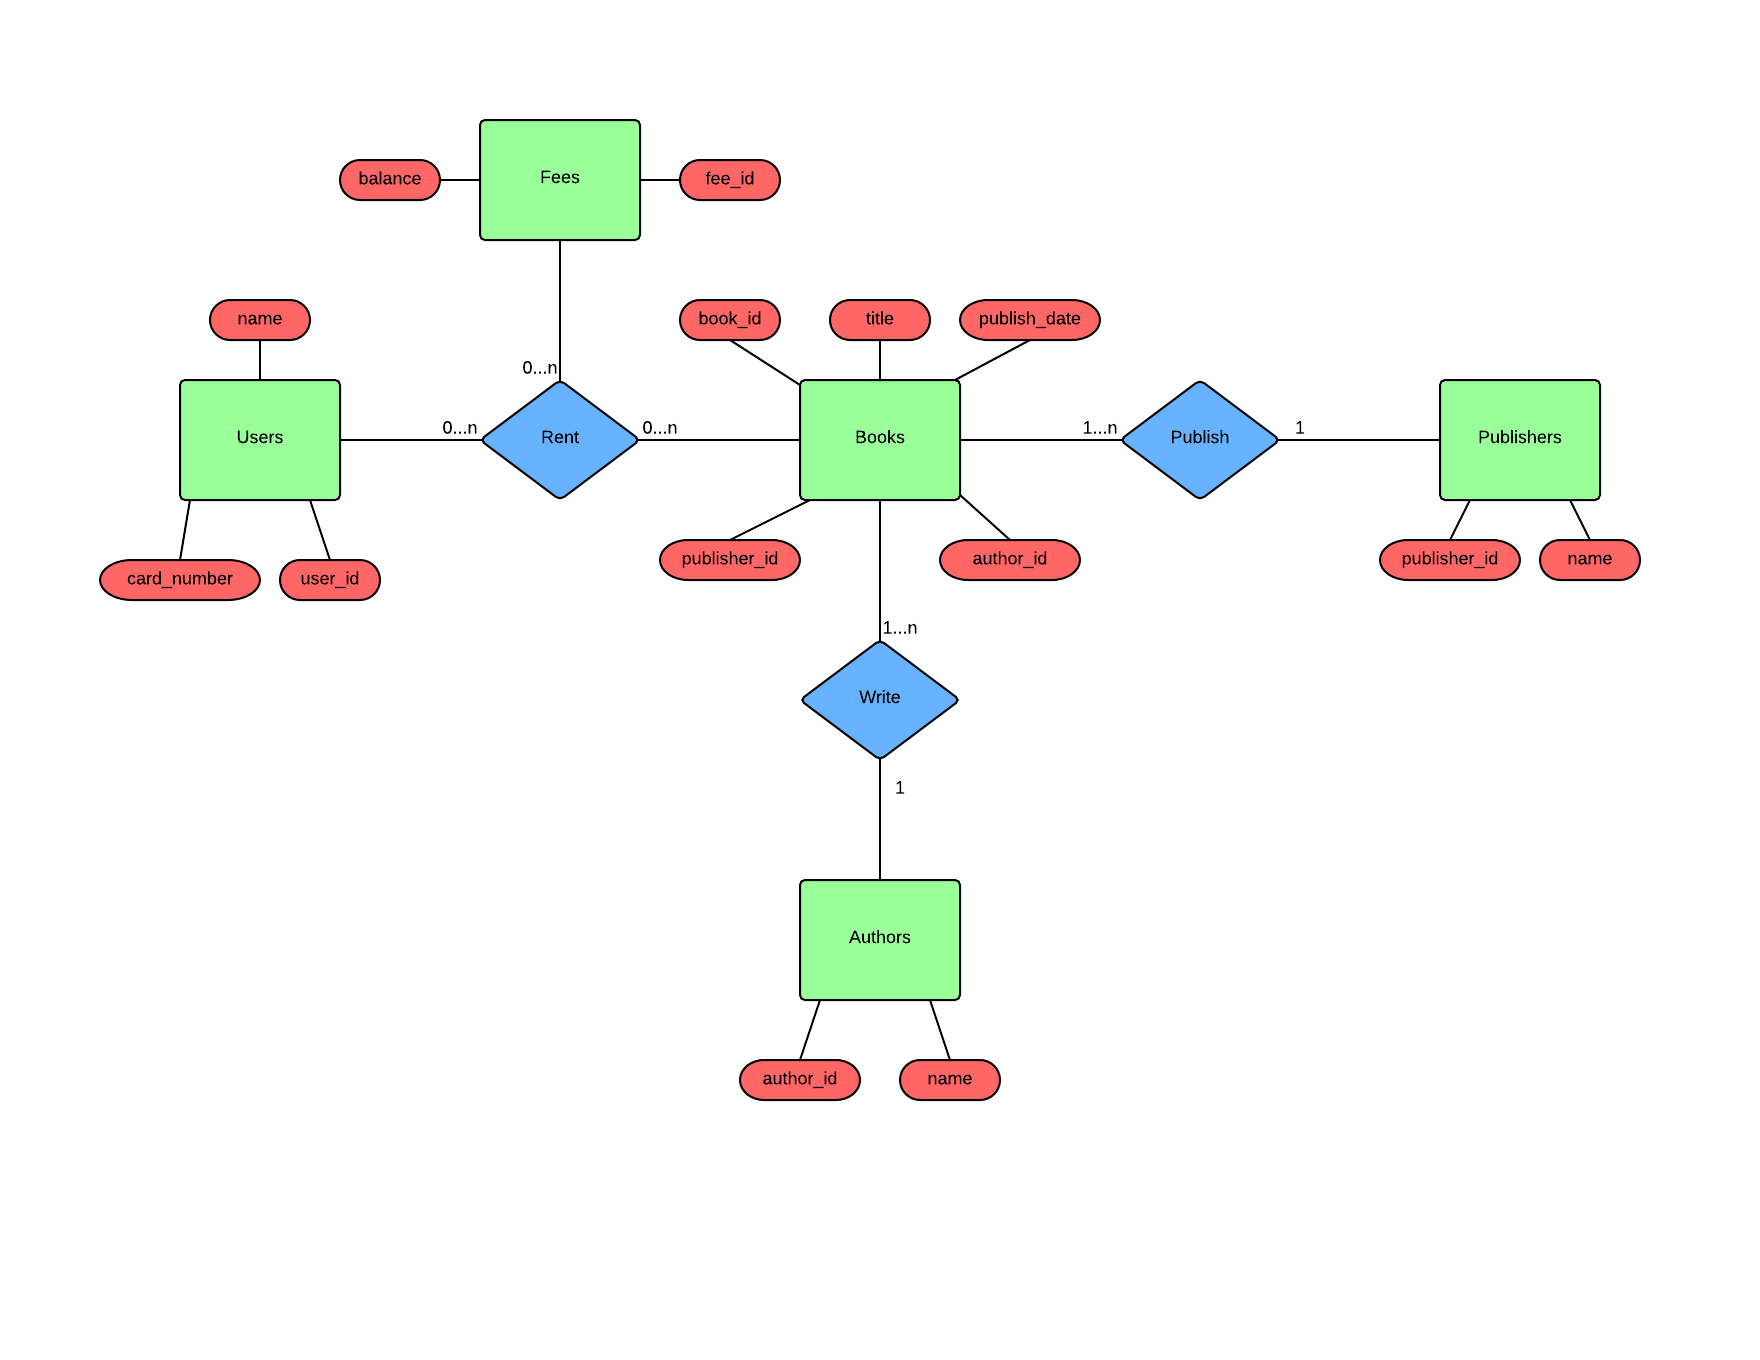 Fees
balance
fee_id
name
book_id
title
publish_date
0...n
Users
0...n
Rent
0...n
Books
1...n
Publish
1
Publishers
card_number
user_id
publisher_id
author_id
publisher_id
name
1...n
Write
1
Authors
author_id
name